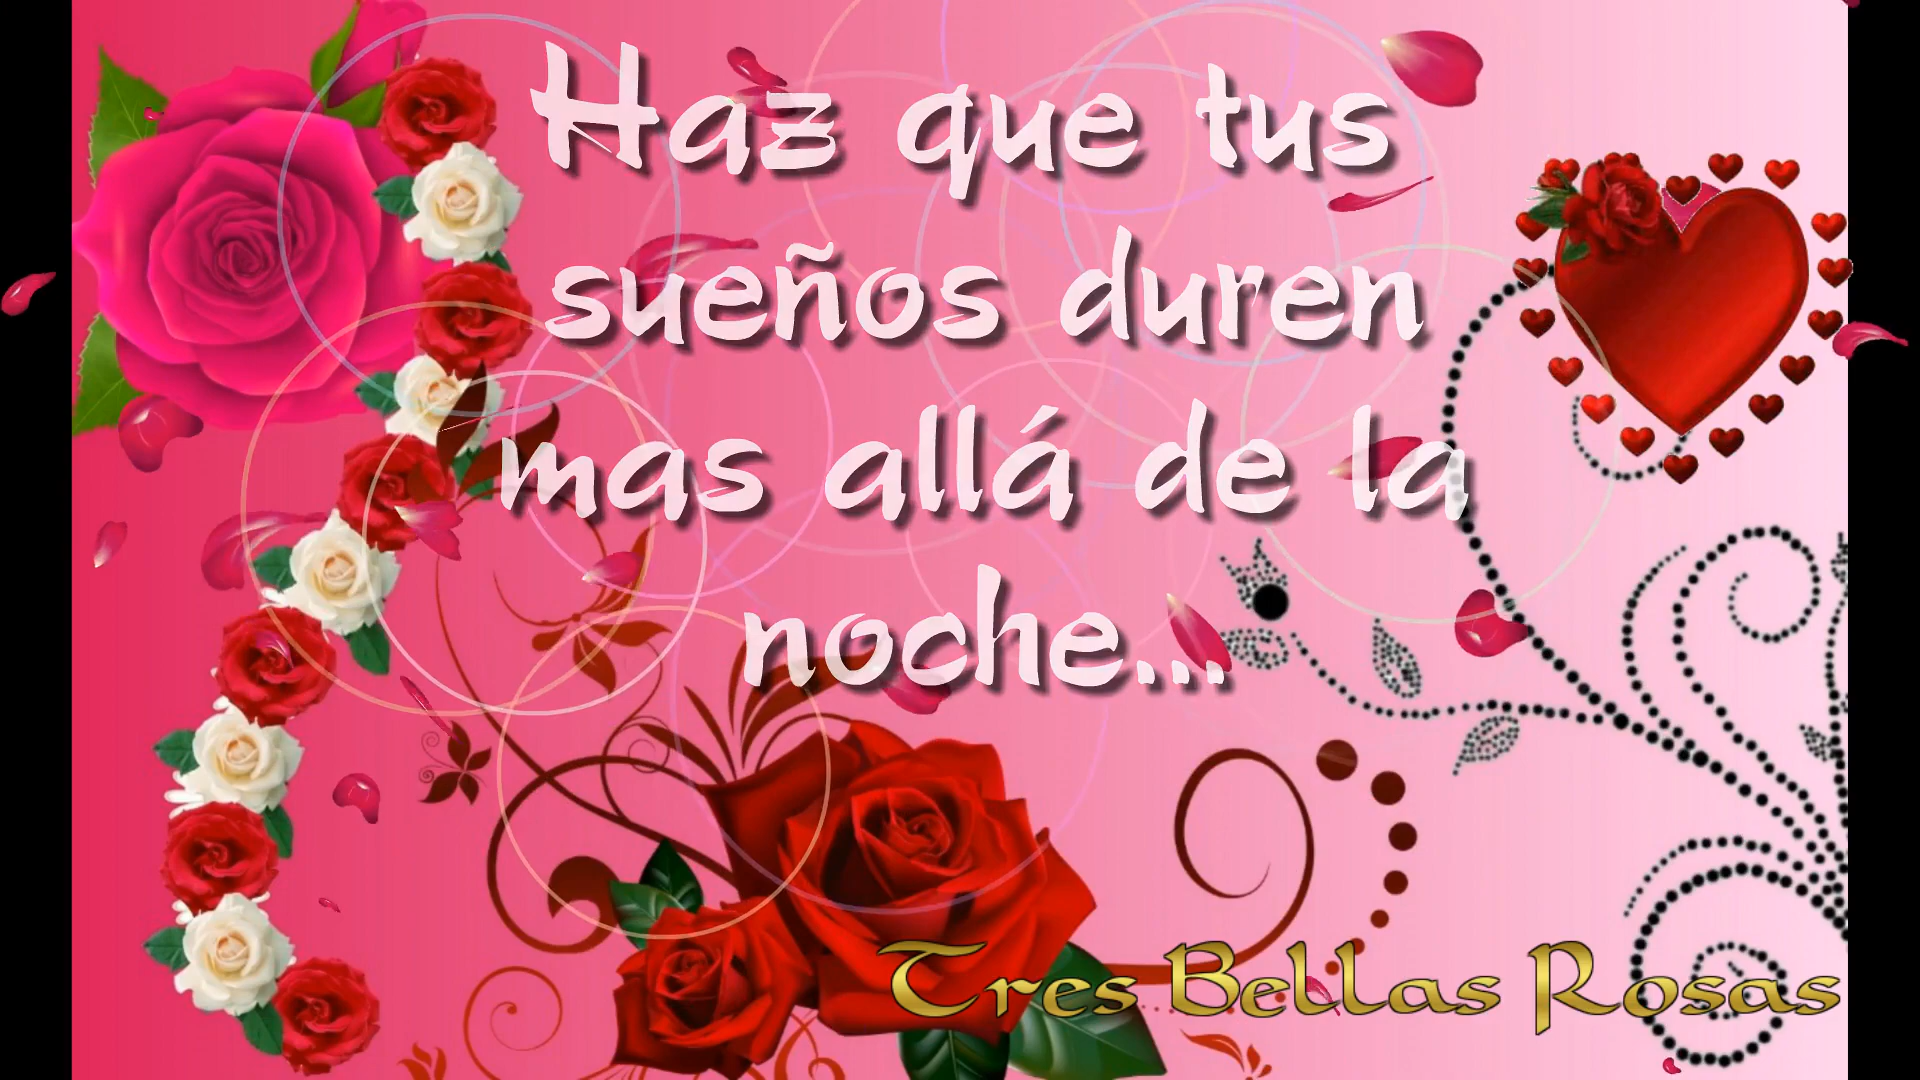 Haz que tus
sueños duren
mas allá de la
noche...
Tres Bellas Rosas